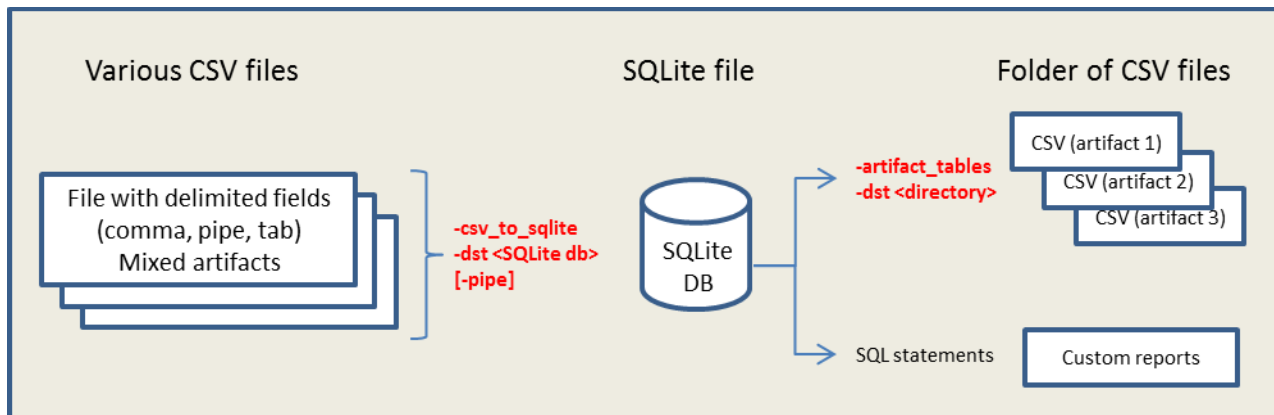 Various CSV files
SQLite file
Folder of CSV files
File with delimited fields
(comma, pipe, tab)
Mixed artifacts
-csv_to_sqlite
-dst <SQLite db>
[-pipe]
SQLite
DB
-artifact_tables
-dst <directory>
CSV (artifact 1)
CSV (artifact 2)
CSV (artifact 3)
SQL statements
Custom reports